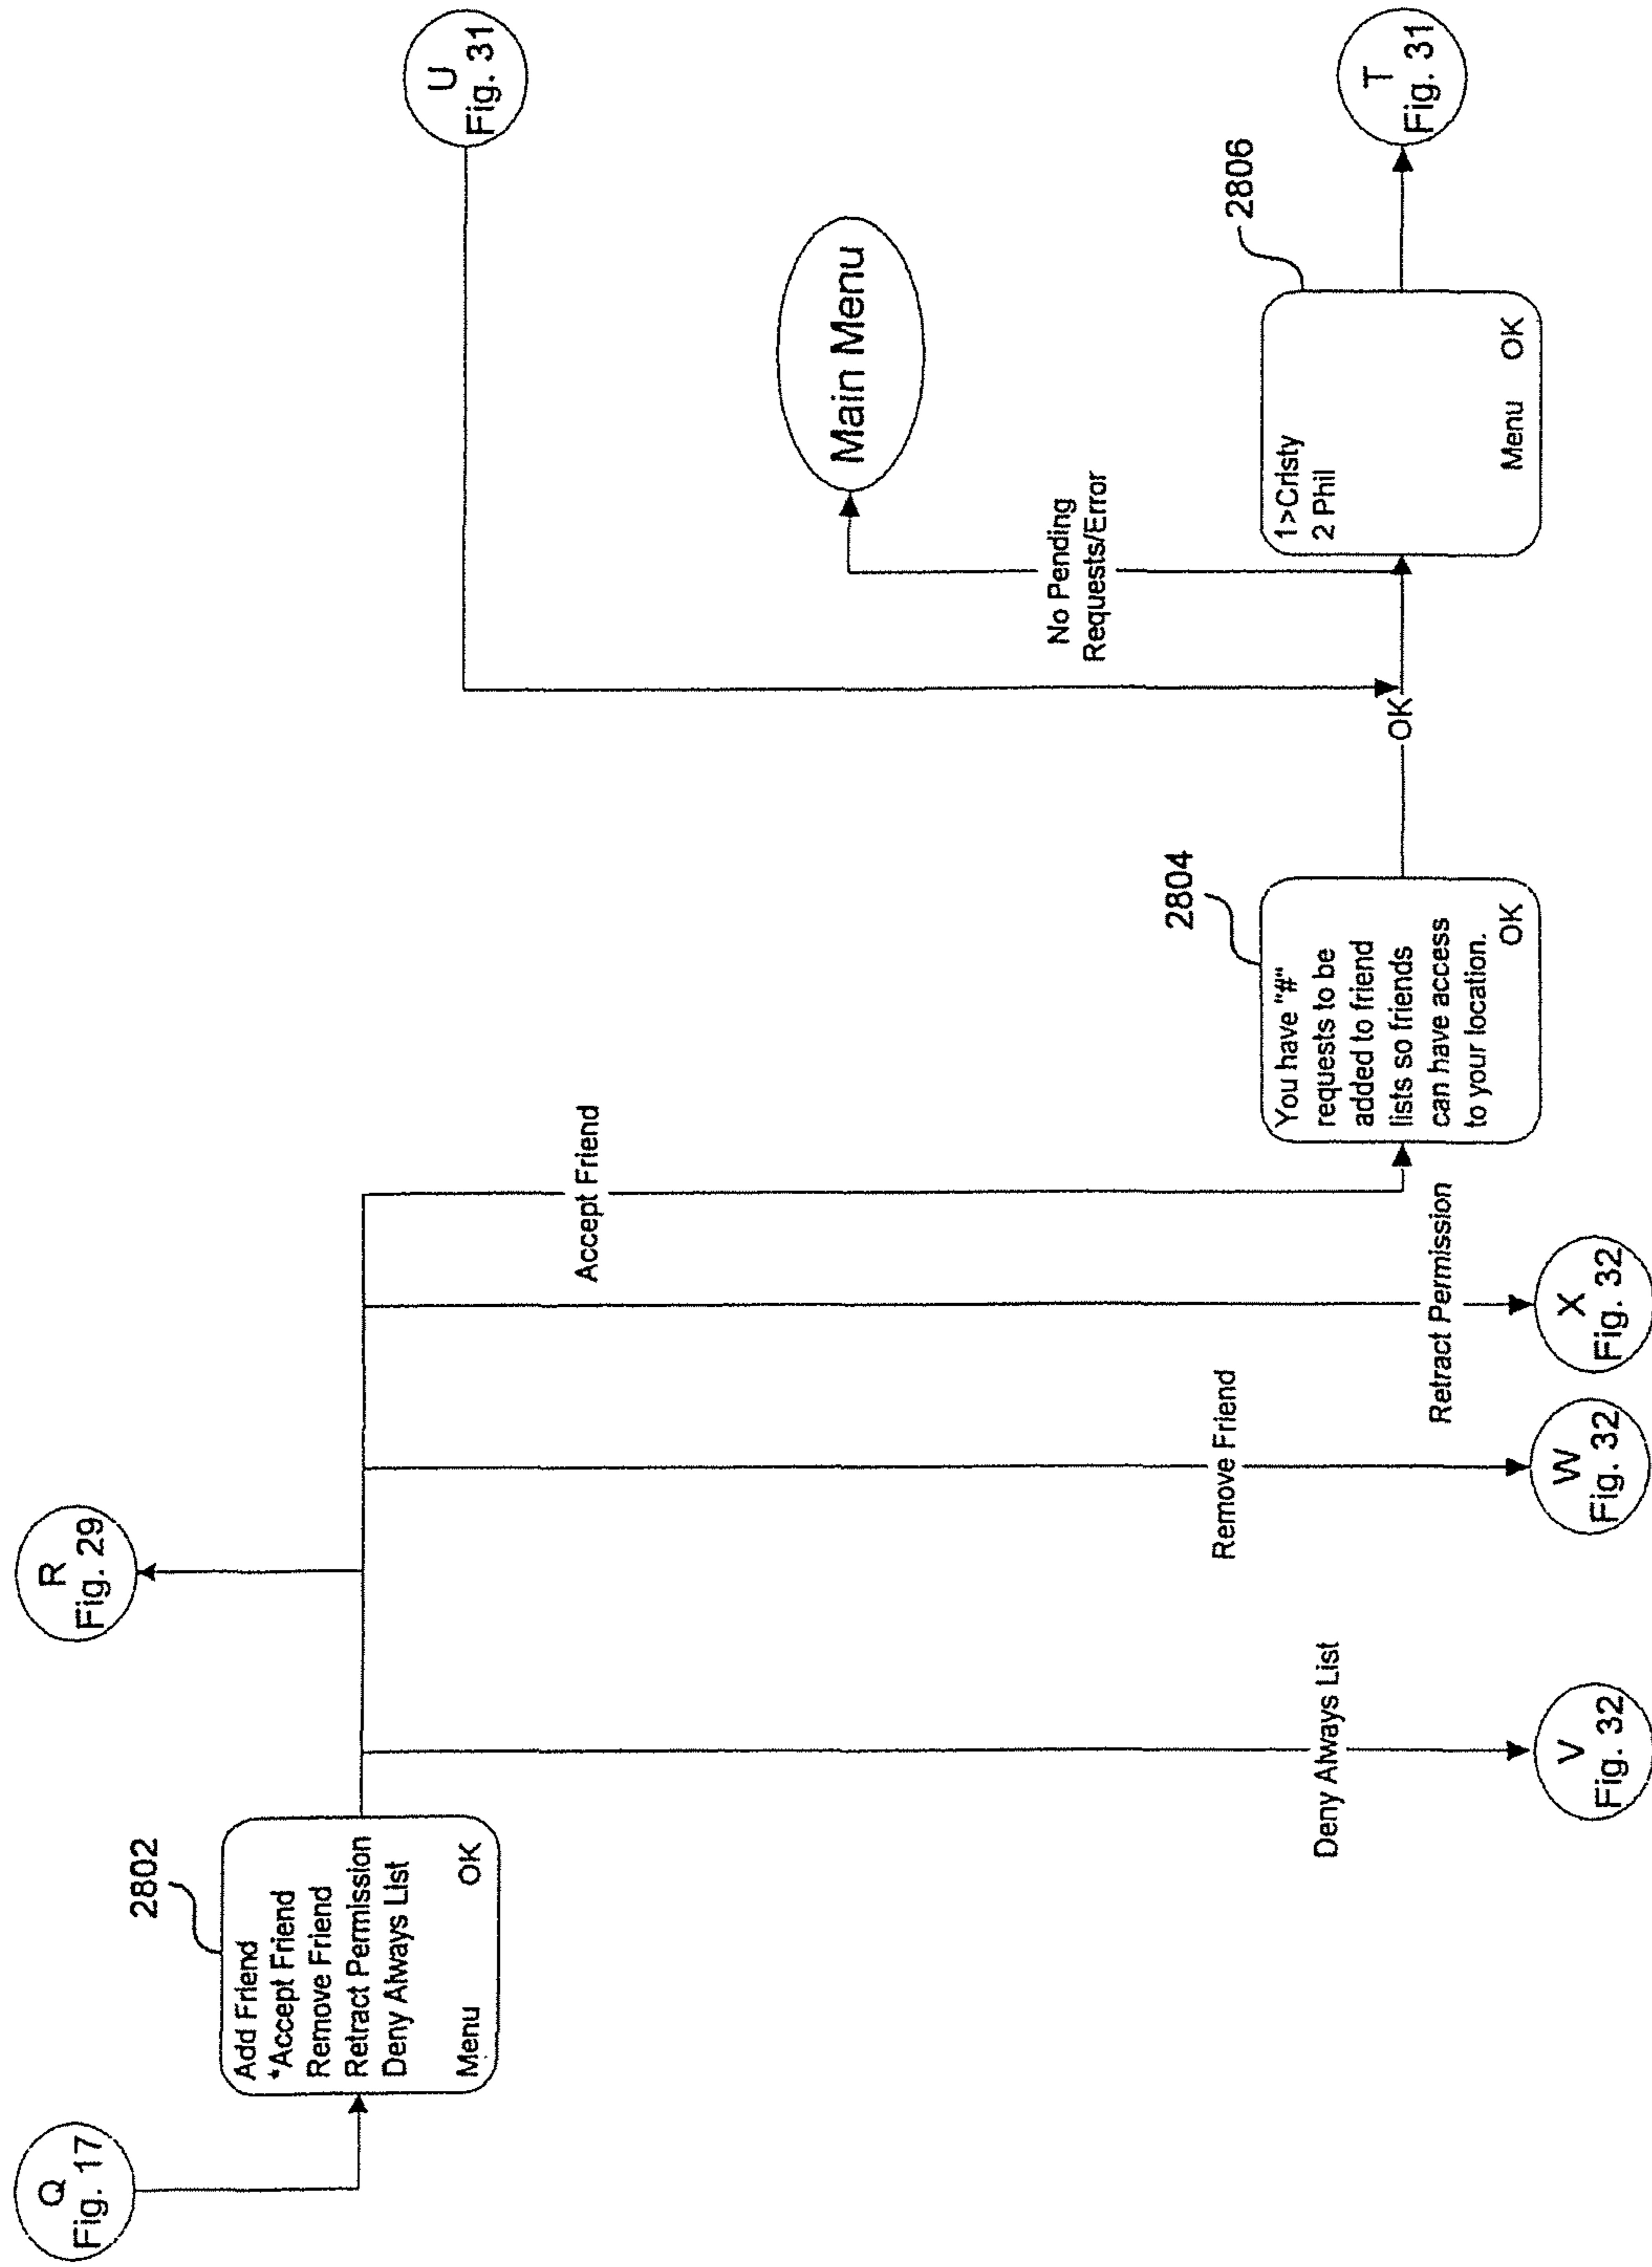 Q
Fig. 17
2802
Add Friend
*Accept Friend
Remove Friend
Retract Permission
Deny Always List
Menu OK
R
Fig. 29
Deny Always List
V
Fig. 32
Remove Friend
W
Fig. 32
Retract Permission
X
Fig. 32
Accept Friend
2804
You have "#"
requests to be
added to friend
lists so friends
can have access
to your location.
OK
OK
U
Fig. 31
No Pending
Requests/Error
Main Menu
2806
1>Cristy
2 Phil
Menu OK
T
Fig. 31